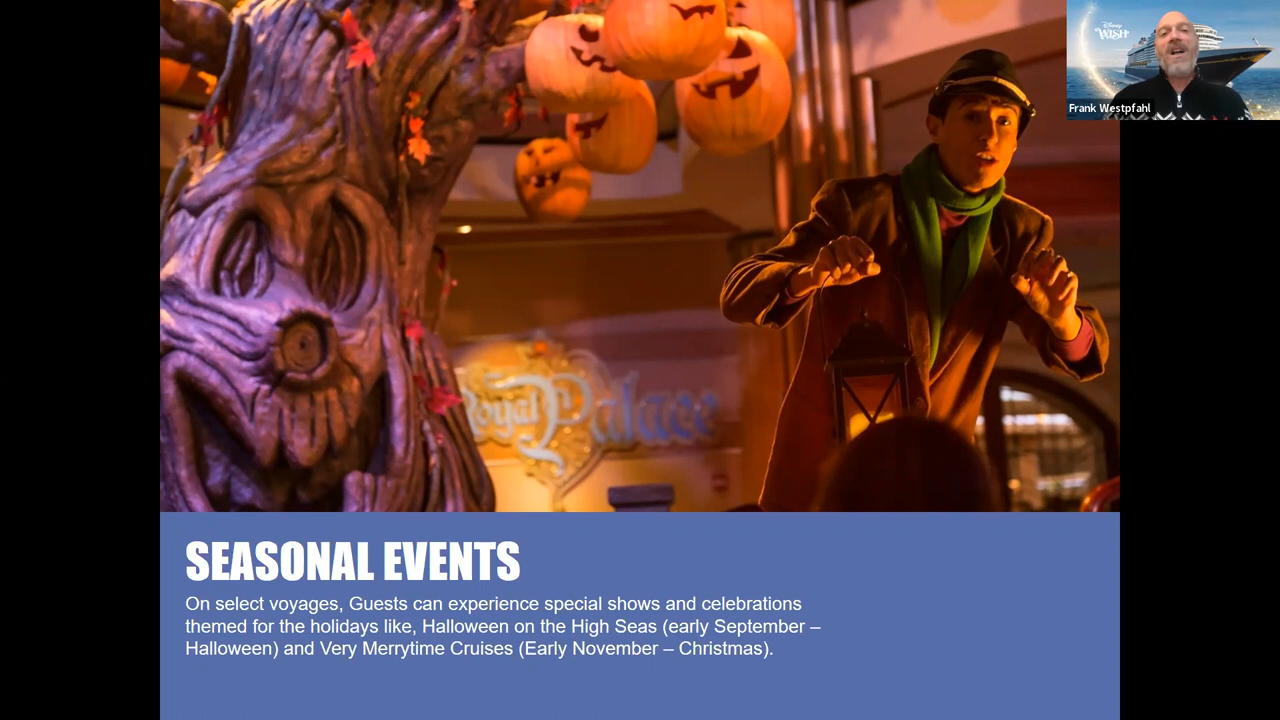 Disney
WISH
Frank Westpfahl
Royal Palace
SEASONAL EVENTS
On select voyages, Guests can experience special shows and celebrations
themed for the holidays like, Halloween on the High Seas (early September –
Halloween) and Very Merrytime Cruises (Early November – Christmas).